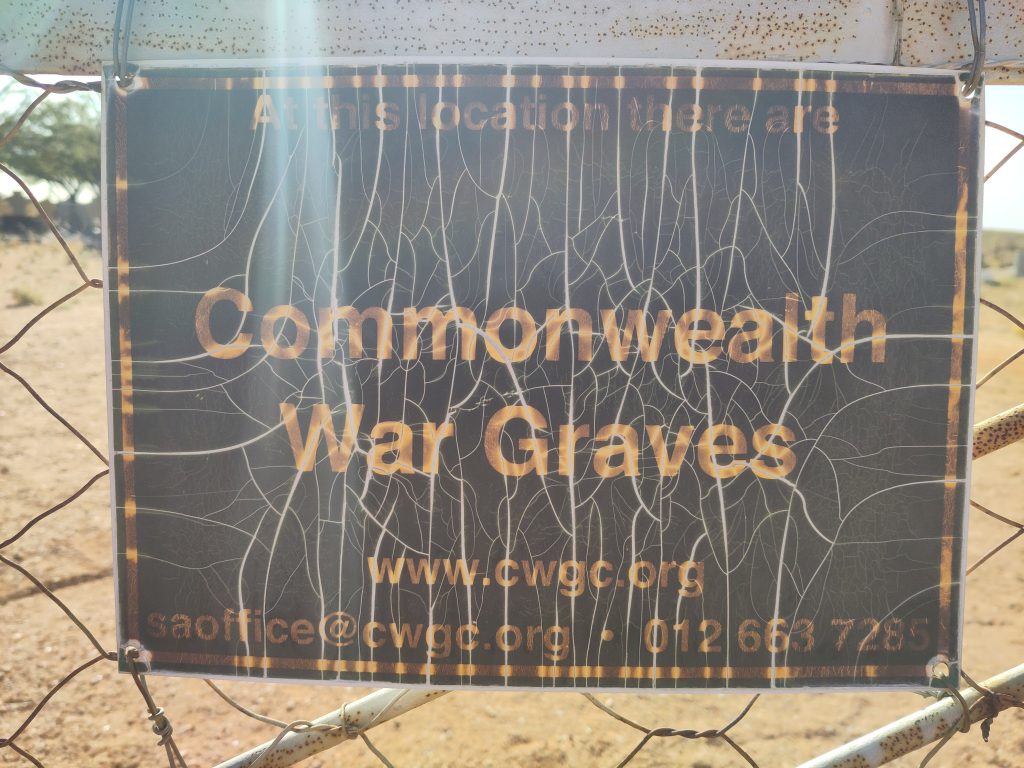 At this location there are
Commonwealth
War Graves
www.cwgc.org
saoffice@cwgc.org • 012 663 7285